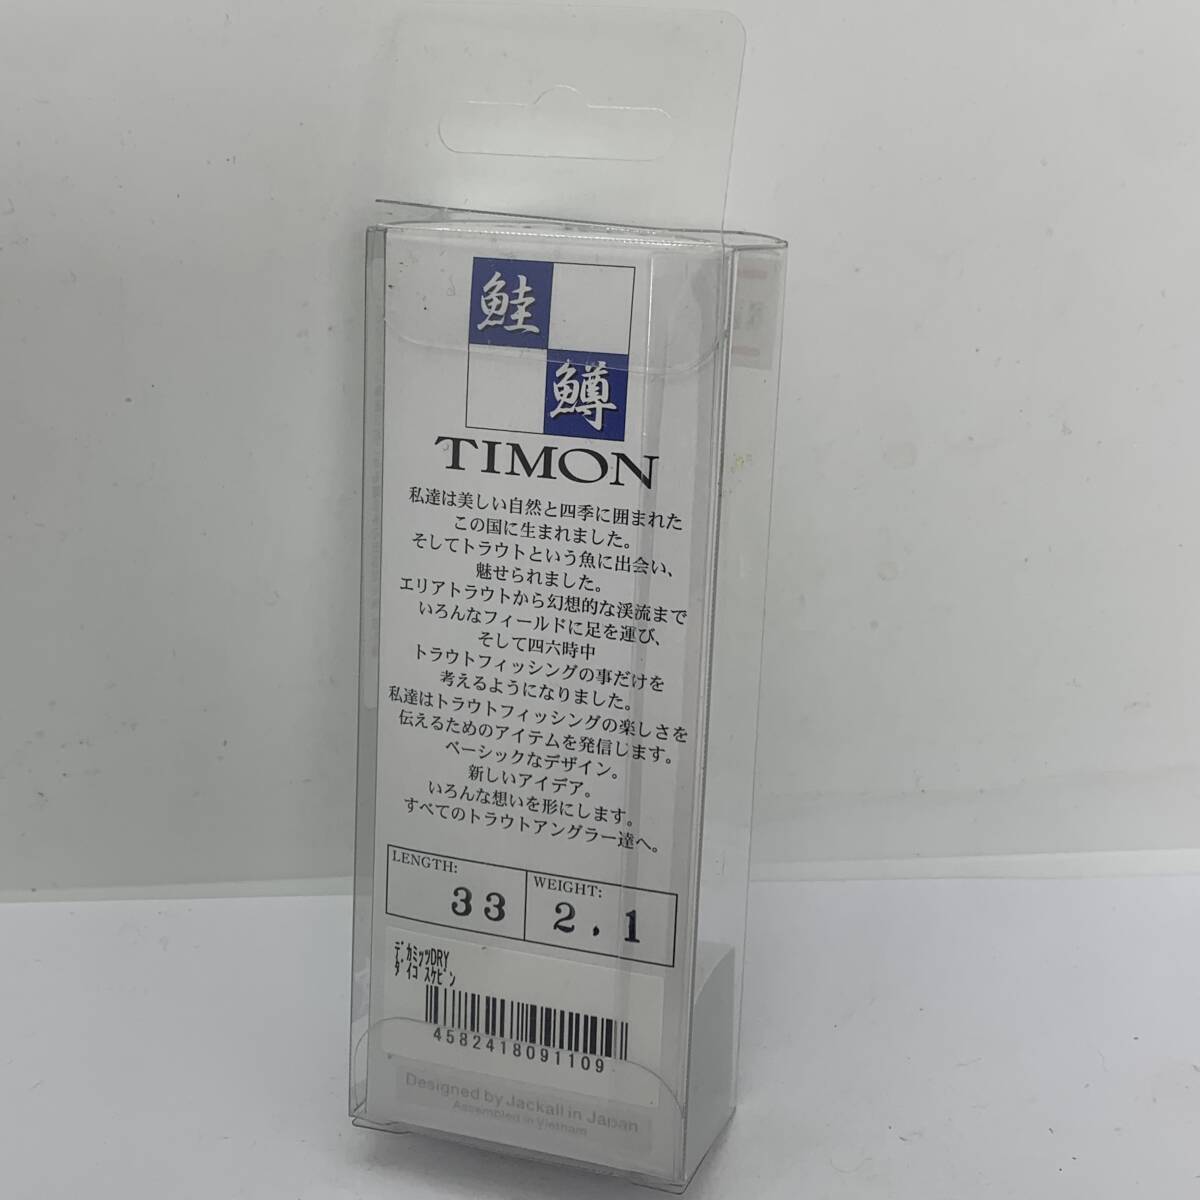 鮭
鱒
TIMON
私達は美しい自然と四季に囲まれた
この国に生まれました。
そしてトラウトという魚に出会い、
魅せられました。
エリアトラウトから幻想的な渓流まで
いろんなフィールドに足を運び、
そして四六時中
トラウトフィッシングの事だけを
考えるようになりました。
私達はトラウトフィッシングの楽しさを
伝えるためのアイテムを発信します。
ベーシックなデザイン。
新しいアイデア。
いろんな想いを形にします。
すべてのトラウトアングラー達へ。
LENGTH: 33 WEIGHT: 2.1
デカミッツDRY
ダイゴスケピン
4582418091109
Designed by Jackall in Japan
Assembled in Vietnam